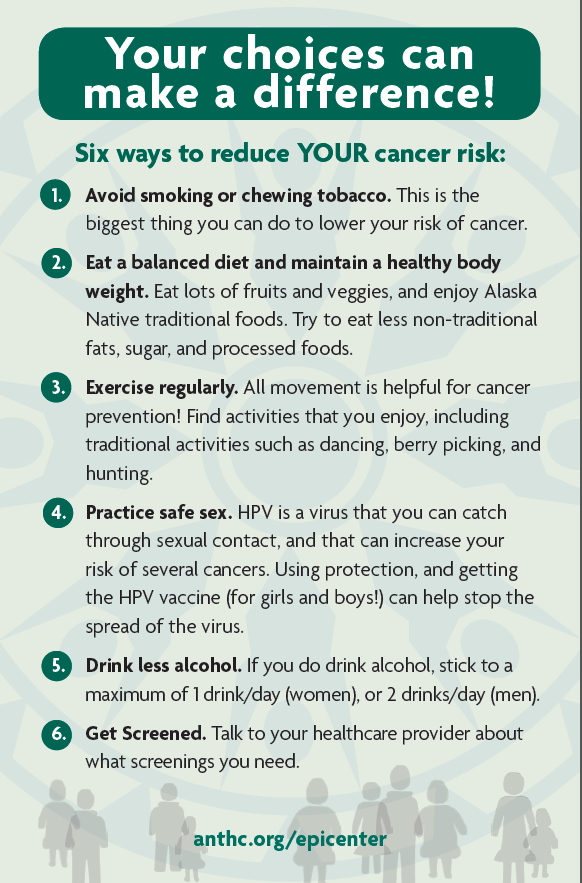 Your choices can
make a difference!
Six ways to reduce YOUR cancer risk:
1. Avoid smoking or chewing tobacco. This is the
biggest thing you can do to lower your risk of cancer.
2. Eat a balanced diet and maintain a healthy body
weight. Eat lots of fruits and veggies, and enjoy Alaska
Native traditional foods. Try to eat less non-traditional
fats, sugar, and processed foods.
3. Exercise regularly. All movement is helpful for cancer
prevention! Find activities that you enjoy, including
traditional activities such as dancing, berry picking, and
hunting.
4. Practice safe sex. HPV is a virus that you can catch
through sexual contact, and that can increase your
risk of several cancers. Using protection, and getting
the HPV vaccine (for girls and boys!) can help stop the
spread of the virus.
5. Drink less alcohol. If you do drink alcohol, stick to a
maximum of 1 drink/day (women), or 2 drinks/day (men).
6. Get Screened. Talk to your healthcare provider about
what screenings you need.
anthc.org/epicenter